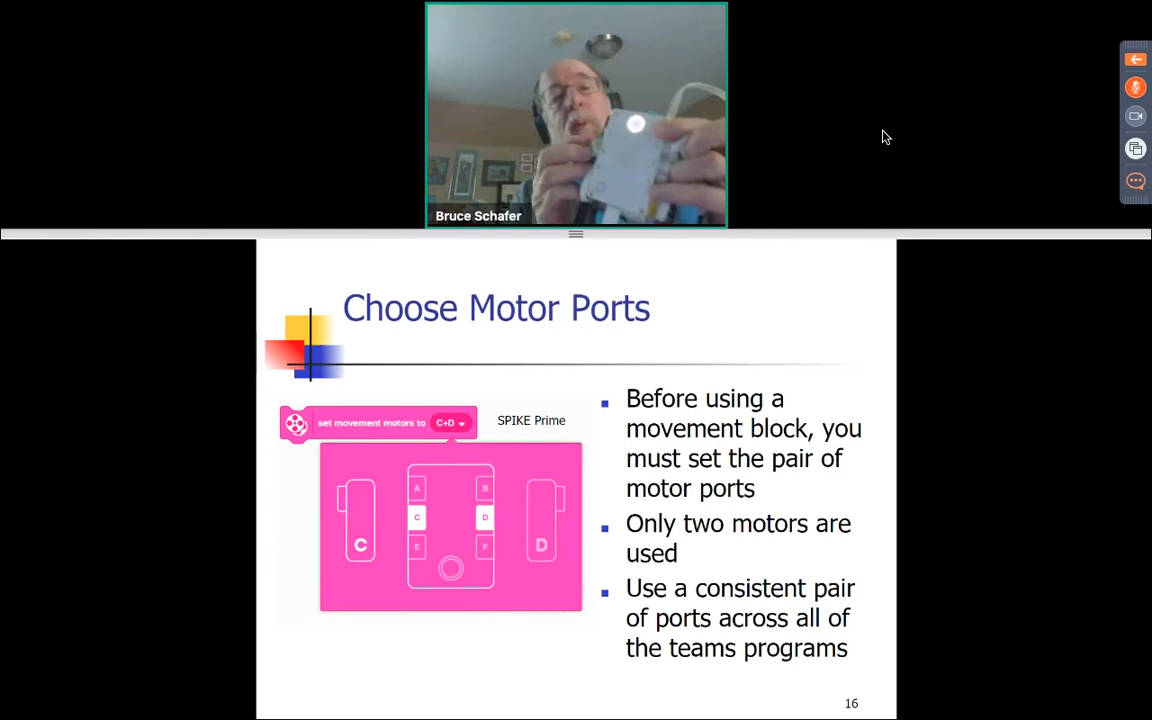 Bruce Schafer
Choose Motor Ports
set movement motors to C+D
SPIKE Prime
A B
C D
E F
C D
Before using a
movement block, you
must set the pair of
motor ports
Only two motors are
used
Use a consistent pair
of ports across all of
the teams programs
16